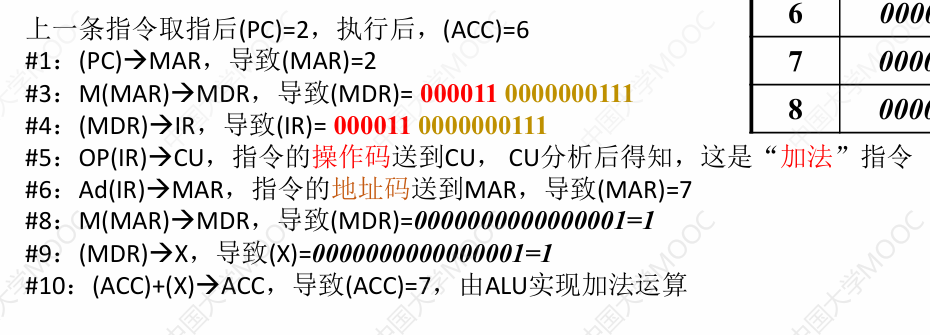 上一条指令取指后(PC)=2，执行后，(ACC)=6
#1：(PC)→MAR，导致(MAR)=2
#3：M(MAR)→MDR，导致(MDR)= 000011 0000000111
#4：(MDR)→IR，导致(IR)= 000011 0000000111
#5：OP(IR)→CU，指令的操作码送到CU， CU分析后得知，这是“加法”指令
#6：Ad(IR)→MAR，指令的地址码送到MAR，导致(MAR)=7
#8：M(MAR)→MDR，导致(MDR)=0000000000000001=1
#9：(MDR)→X，导致(X)=0000000000000001=1
#10：(ACC)+(X)→ACC，导致(ACC)=7，由ALU实现加法运算
6 0000
7 0000
8 0000
中国大学MOOC